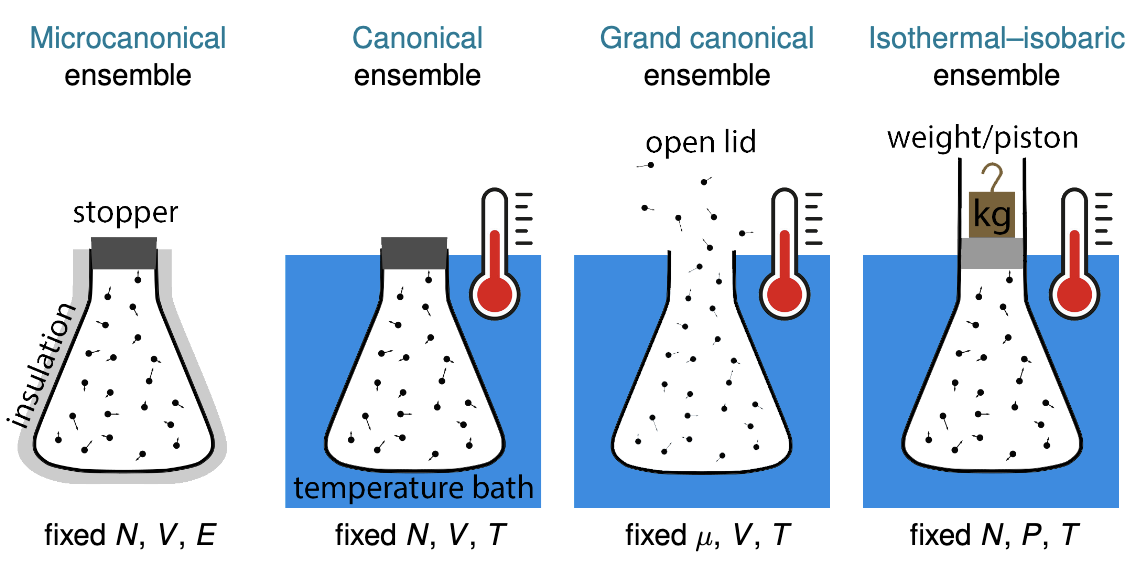 Microcanonical
ensemble
stopper
insulation
fixed N, V, E
Canonical
ensemble
temperature bath
fixed N, V, T
Grand canonical
ensemble
open lid
fixed μ, V, T
Isothermal–isobaric
ensemble
weight/piston
kg
fixed N, P, T